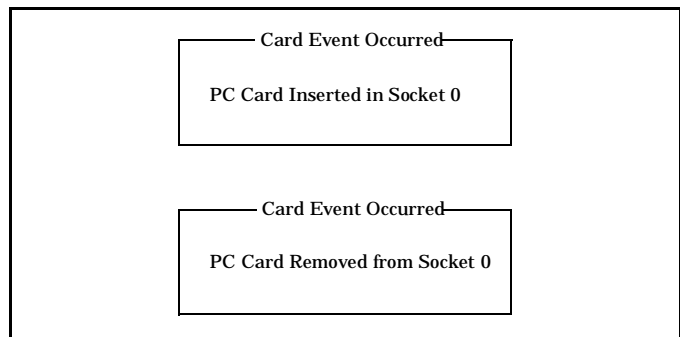 Card Event Occurred
PC Card Inserted in Socket 0
Card Event Occurred
PC Card Removed from Socket 0